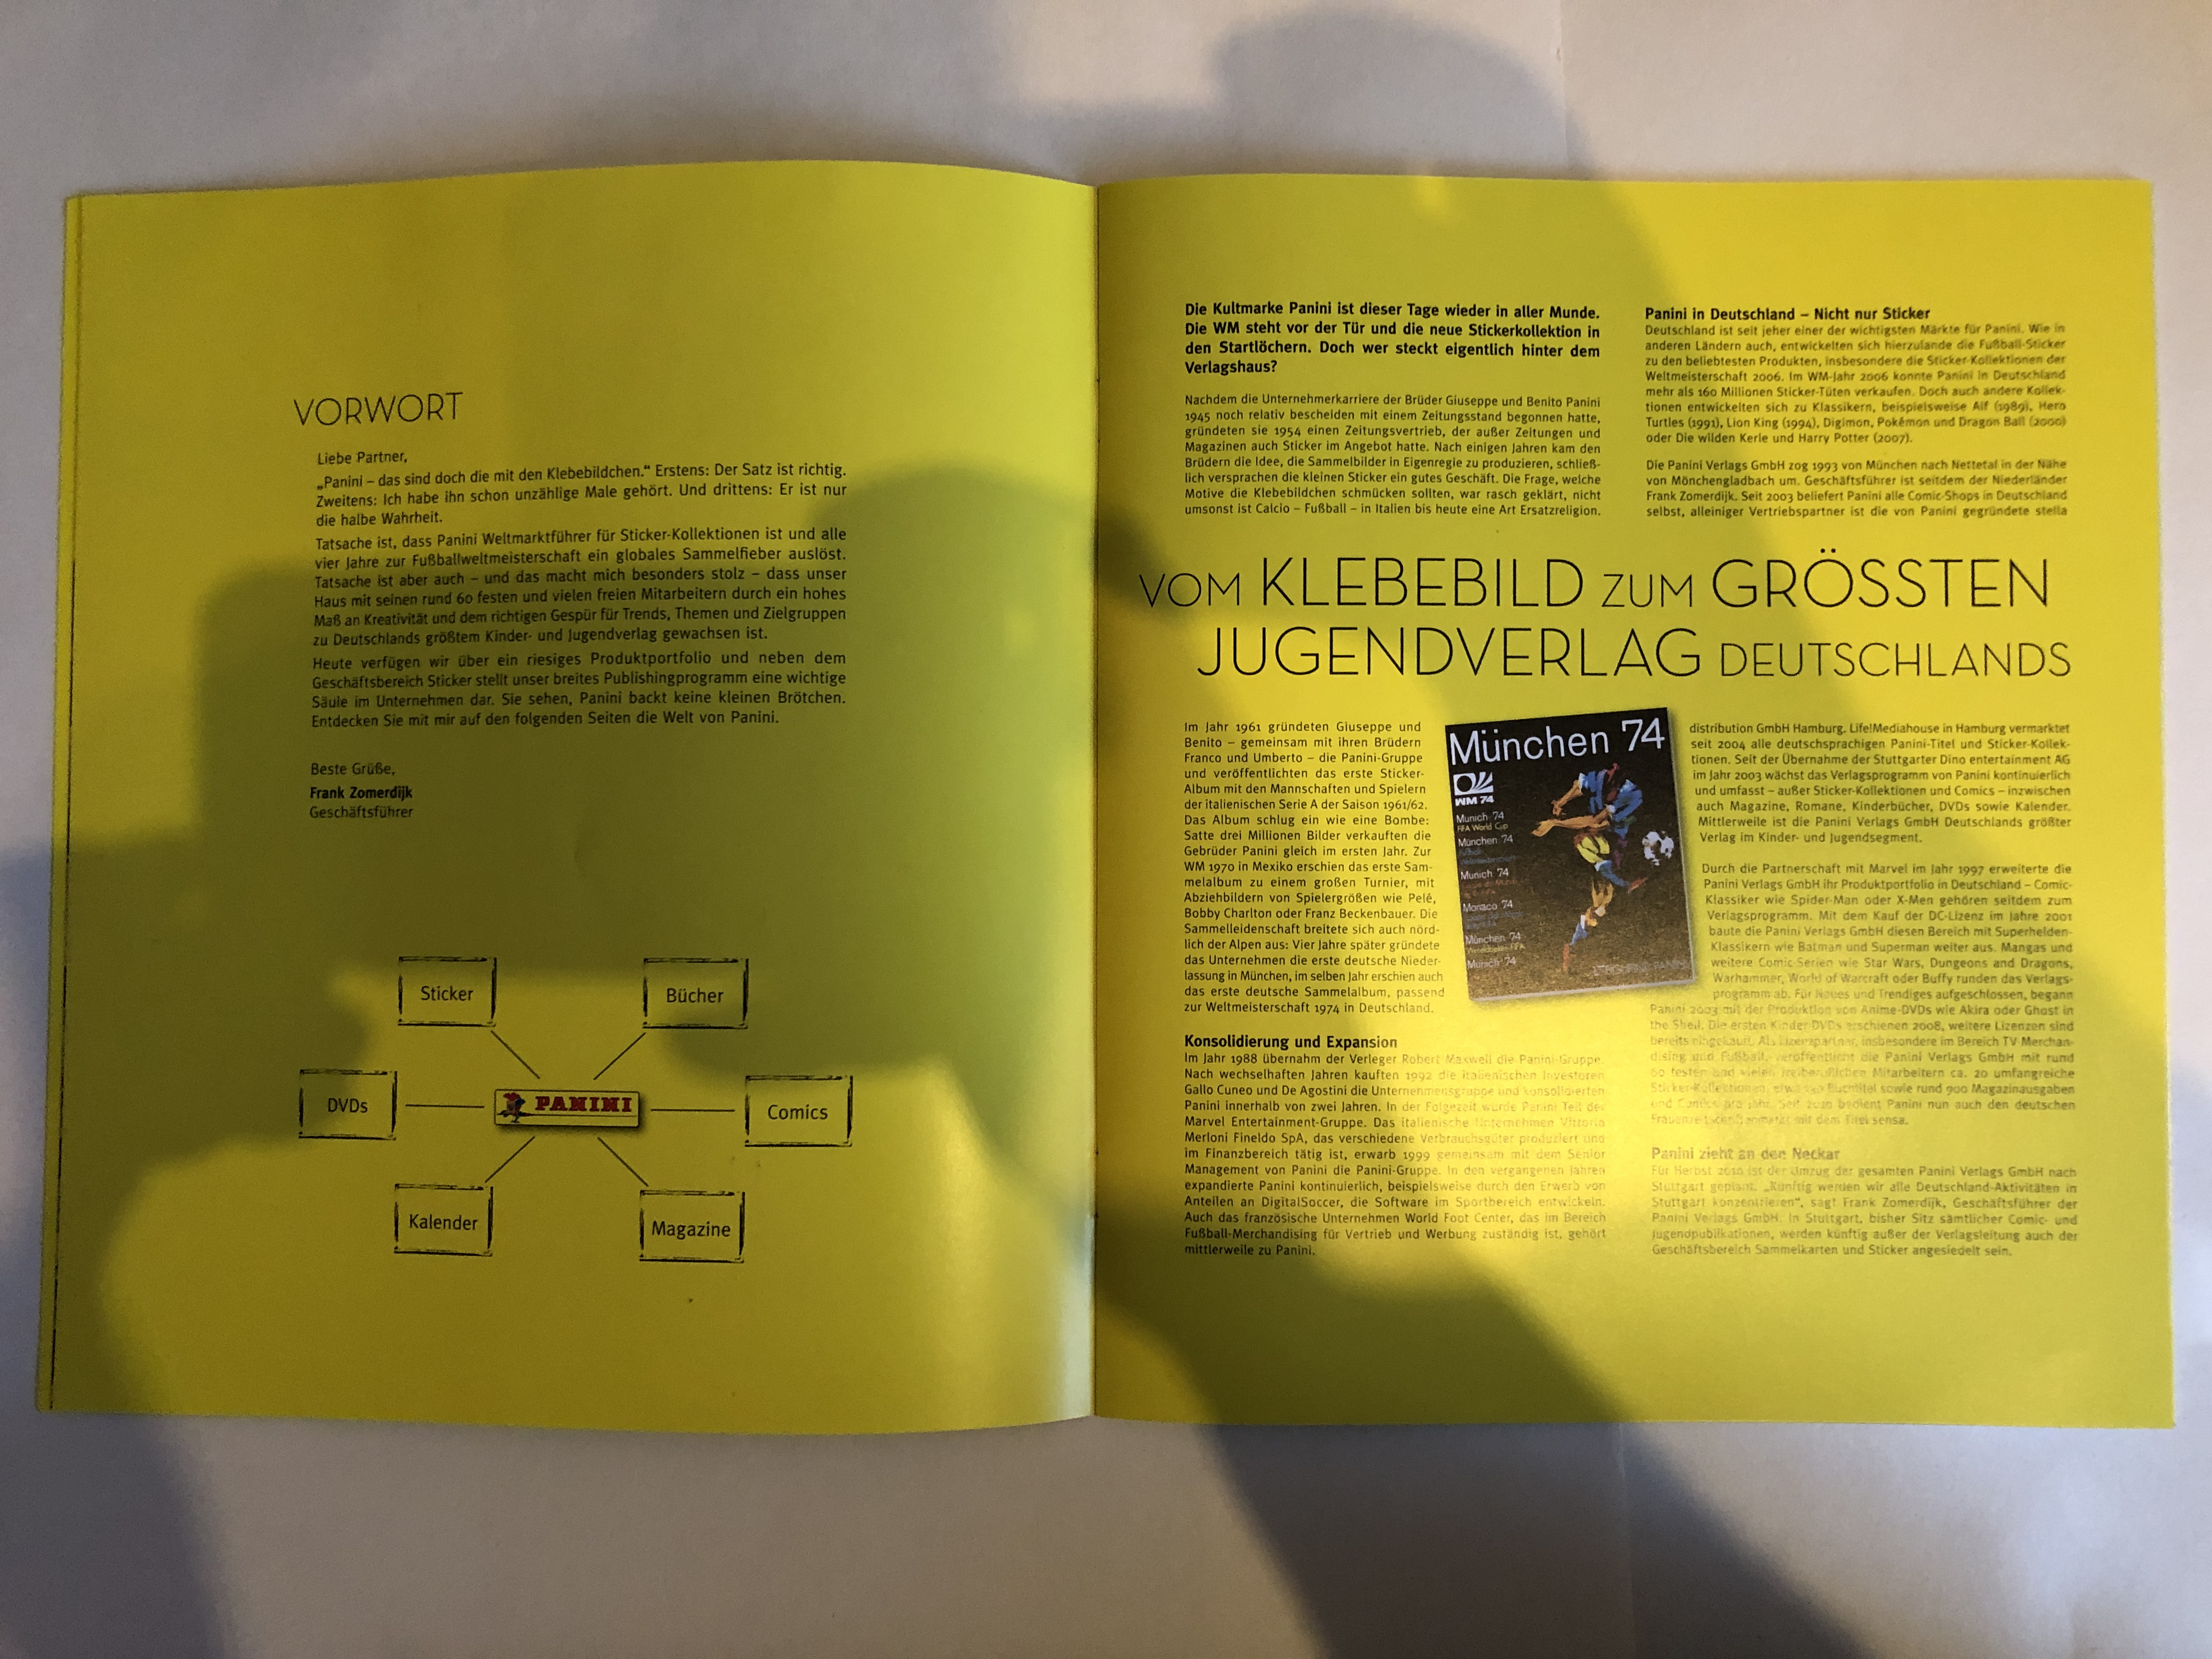 VORWORT
Liebe Partner,
„Panini – das sind doch die mit den Klebebildchen.“ Erstens: Der Satz ist richtig.
Zweitens: Ich habe ihn schon unzählige Male gehört. Und drittens: Er ist nur
die halbe Wahrheit.
Tatsache ist, dass Panini Weltmarktführer für Sticker-Kollektionen ist und alle
vier Jahre zur Fußballweltmeisterschaft ein globales Sammelfieber auslöst.
Tatsache ist aber auch – und das macht mich besonders stolz – dass unser
Haus mit seinen rund 60 festen und vielen freien Mitarbeitern durch ein hohes
Maß an Kreativität und dem richtigen Gespür für Trends, Themen und Zielgruppen
zu Deutschlands größtem Kinder- und Jugendverlag gewachsen ist.
Heute verfügen wir über ein riesiges Produktportfolio und neben dem
Geschäftsbereich Sticker stellt unser breites Publishingprogramm eine wichtige
Säule im Unternehmen dar. Sie sehen, Panini backt keine kleinen Brötchen.
Entdecken Sie mit mir auf den folgenden Seiten die Welt von Panini.
Beste Grüße,
Frank Zomerdijk
Geschäftsführer
Sticker
Bücher
DVDs
PANINI
Comics
Kalender
Magazine
Die Kultmarke Panini ist dieser Tage wieder in aller Munde.
Die WM steht vor der Tür und die neue Stickerkollektion in
den Startlöchern. Doch wer steckt eigentlich hinter dem
Verlagshaus?
Nachdem die Unternehmerkarriere der Brüder Giuseppe und Benito Panini
1945 noch relativ bescheiden mit einem Zeitungsstand begonnen hatte,
gründeten sie 1954 einen Zeitungsvertrieb, der außer Zeitungen und
Magazinen auch Sticker im Angebot hatte. Nach einigen Jahren kam den
Brüdern die Idee, die Sammelbilder in Eigenregie zu produzieren, schließ-
lich versprachen die kleinen Sticker ein gutes Geschäft. Die Frage, welche
Motive die Klebebildchen schmücken sollten, war rasch geklärt, nicht
umsonst ist Calcio – Fußball – in Italien bis heute eine Art Ersatzreligion.
Panini in Deutschland – Nicht nur Sticker
Deutschland ist seit jeher einer der wichtigsten Märkte für Panini. Wie in
anderen Ländern auch, entwickelten sich hierzulande die Fußball-Sticker
zu den beliebtesten Produkten, insbesondere die Sticker-Kollektionen der
Weltmeisterschaft 2006. Im WM-Jahr 2006 konnte Panini in Deutschland
mehr als 160 Millionen Sticker-Tüten verkaufen. Doch auch andere Kollek-
tionen entwickelten sich zu Klassikern, beispielsweise Alf (1989), Hero
Turtles (1991), Lion King (1994), Digimon, Pokémon und Dragon Ball (2000)
oder Die wilden Kerle und Harry Potter (2007).
Die Panini Verlags GmbH zog 1993 von München nach Nettetal in der Nähe
von Mönchengladbach um. Geschäftsführer ist seitdem der Niederländer
Frank Zomerdijk. Seit 2003 beliefert Panini alle Comic-Shops in Deutschland
selbst, alleiniger Vertriebspartner ist die von Panini gegründete stella
VOM KLEBEBILD ZUM GRÖSSTEN
JUGENDVERLAG DEUTSCHLANDS
Im Jahr 1961 gründeten Giuseppe und
Benito – gemeinsam mit ihren Brüdern
Franco und Umberto – die Panini-Gruppe
und veröffentlichten das erste Sticker-
Album mit den Mannschaften und Spielern
der italienischen Serie A der Saison 1961/62.
Das Album schlug ein wie eine Bombe:
Satte drei Millionen Bilder verkauften die
Gebrüder Panini gleich im ersten Jahr. Zur
WM 1970 in Mexiko erschien das erste Sam-
melalbum zu einem großen Turnier, mit
Abziehbildern von Spielergrößen wie Pelé,
Bobby Charlton oder Franz Beckenbauer. Die
Sammelleidenschaft breitete sich auch nörd-
lich der Alpen aus: Vier Jahre später gründete
das Unternehmen die erste deutsche Nieder-
lassung in München, im selben Jahr erschien auch
das erste deutsche Sammelalbum, passend
zur Weltmeisterschaft 1974 in Deutschland.
Konsolidierung und Expansion
Im Jahr 1988 übernahm der Verleger Robert Maxwell die Panini-Gruppe.
Nach wechselhaften Jahren kauften 1992 die italienischen Investoren
Gallo Cuneo und De Agostini die Unternehmensgruppe und konsolidierten
Panini innerhalb von zwei Jahren. In der Folgezeit wurde Panini Teil der
Marvel Entertainment-Gruppe. Das italienische Unternehmen Vittorio
Merloni Fineldo SpA, das verschiedene Verbrauchsgüter produziert und
im Finanzbereich tätig ist, erwarb 1999 gemeinsam mit dem Senior
Management von Panini die Panini-Gruppe. In den vergangenen Jahren
expandierte Panini kontinuierlich, beispielsweise durch den Erwerb von
Anteilen an DigitalSoccer, die Software im Sportbereich entwickeln.
Auch das französische Unternehmen World Foot Center, das im Bereich
Fußball-Merchandising für Vertrieb und Werbung zuständig ist, gehört
mittlerweile zu Panini.
München 74
WM 74
Munich 74
FIFA World Cup
München 74
Munich 74
Monaco 74
München 74
Munich 74
distribution GmbH Hamburg. Life!Mediahouse in Hamburg vermarktet
seit 2004 alle deutschsprachigen Panini-Titel und Sticker-Kollek-
tionen. Seit der Übernahme der Stuttgarter Dino entertainment AG
im Jahr 2003 wächst das Verlagsprogramm von Panini kontinuierlich
und umfasst – außer Sticker-Kollektionen und Comics – inzwischen
auch Magazine, Romane, Kinderbücher, DVDs sowie Kalender.
Mittlerweile ist die Panini Verlags GmbH Deutschlands größter
Verlag im Kinder- und Jugendsegment.
Durch die Partnerschaft mit Marvel im Jahr 1997 erweiterte die
Panini Verlags GmbH ihr Produktportfolio in Deutschland – Comic-
Klassiker wie Spider-Man oder X-Men gehören seitdem zum
Verlagsprogramm. Mit dem Kauf der DC-Lizenz im Jahre 2001
baute die Panini Verlags GmbH diesen Bereich mit Superhelden-
Klassikern wie Batman und Superman weiter aus. Mangas und
weitere Comic-Serien wie Star Wars, Dungeons and Dragons,
Warhammer, World of Warcraft oder Buffy runden das Verlags-
programm ab. Für Neues und Trendiges aufgeschlossen, begann
Panini 2003 mit der Produktion von Anime-DVDs wie Akira oder Ghost in
the Shell. Die ersten Kinder-DVDs erschienen 2008, weitere Lizenzen sind
bereits eingekauft. Als Lizenzpartner, insbesondere im Bereich TV-Merchan-
dising und Fußball, veröffentlicht die Panini Verlags GmbH mit rund
60 festen und vielen freiberuflichen Mitarbeitern ca. 20 umfangreiche
Sticker-Kollektionen, etwa Buchtitel sowie rund 900 Magazinausgaben
und Comics pro Jahr. Seit 2010 bedient Panini nun auch den deutschen
mit dem Titel sensa.
Panini zieht an den Neckar
Für Herbst 2010 ist der Umzug der gesamten Panini Verlags GmbH nach
Stuttgart geplant. „Künftig werden wir alle Deutschland-Aktivitäten in
Stuttgart konzentrieren“, sagt Frank Zomerdijk, Geschäftsführer der
Panini Verlags GmbH. In Stuttgart, bisher Sitz sämtlicher Comic- und
Jugendpublikationen, werden künftig außer der Verlagsleitung auch der
Geschäftsbereich Sammelkarten und Sticker angesiedelt sein.